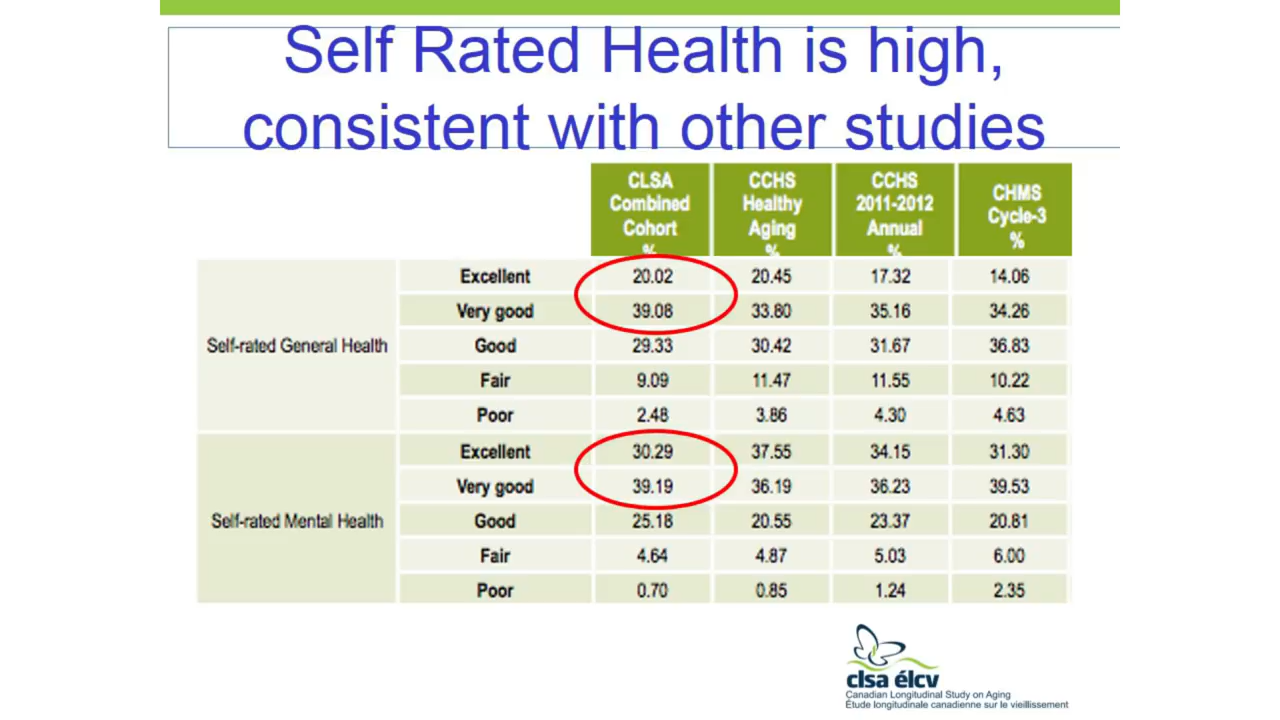 Self Rated Health is high,
consistent with other studies
CLSA Combined Cohort % CCHS Healthy Aging % CCHS 2011-2012 Annual % CHMS Cycle-3 %
Self-rated General Health
Excellent 20.02 20.45 17.32 14.06
Very good 39.08 33.80 35.16 34.26
Good 29.33 30.42 31.67 36.83
Fair 9.09 11.47 11.55 10.22
Poor 2.48 3.86 4.30 4.63
Self-rated Mental Health
Excellent 30.29 37.55 34.15 31.30
Very good 39.19 36.19 36.23 39.53
Good 25.18 20.55 23.37 20.81
Fair 4.64 4.87 5.03 6.00
Poor 0.70 0.85 1.24 2.35
clsa élcv
Canadian Longitudinal Study on Aging
Étude longitudinale canadienne sur le vieillissement